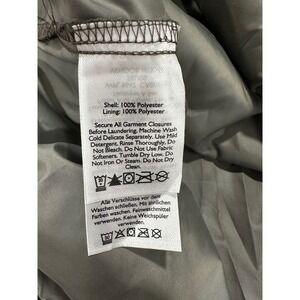 Shell: 100% Polyester
Lining: 100% Polyester
Secure All Garment Closures
Before Laundering. Machine Wash
Cold Delicate Separately. Use Mild
Detergent. Rinse Thoroughly. Do
Not Bleach. Do Not Use Fabric
Softeners. Tumble Dry Low. Do
Not Iron Or Steam. Do Not Dry
Clean.
Alle Verschlüsse vor dem
Waschen schließen. Mit ähnlichen
Farben waschen. Feinwaschmittel
verwenden. Keine Weichspüler